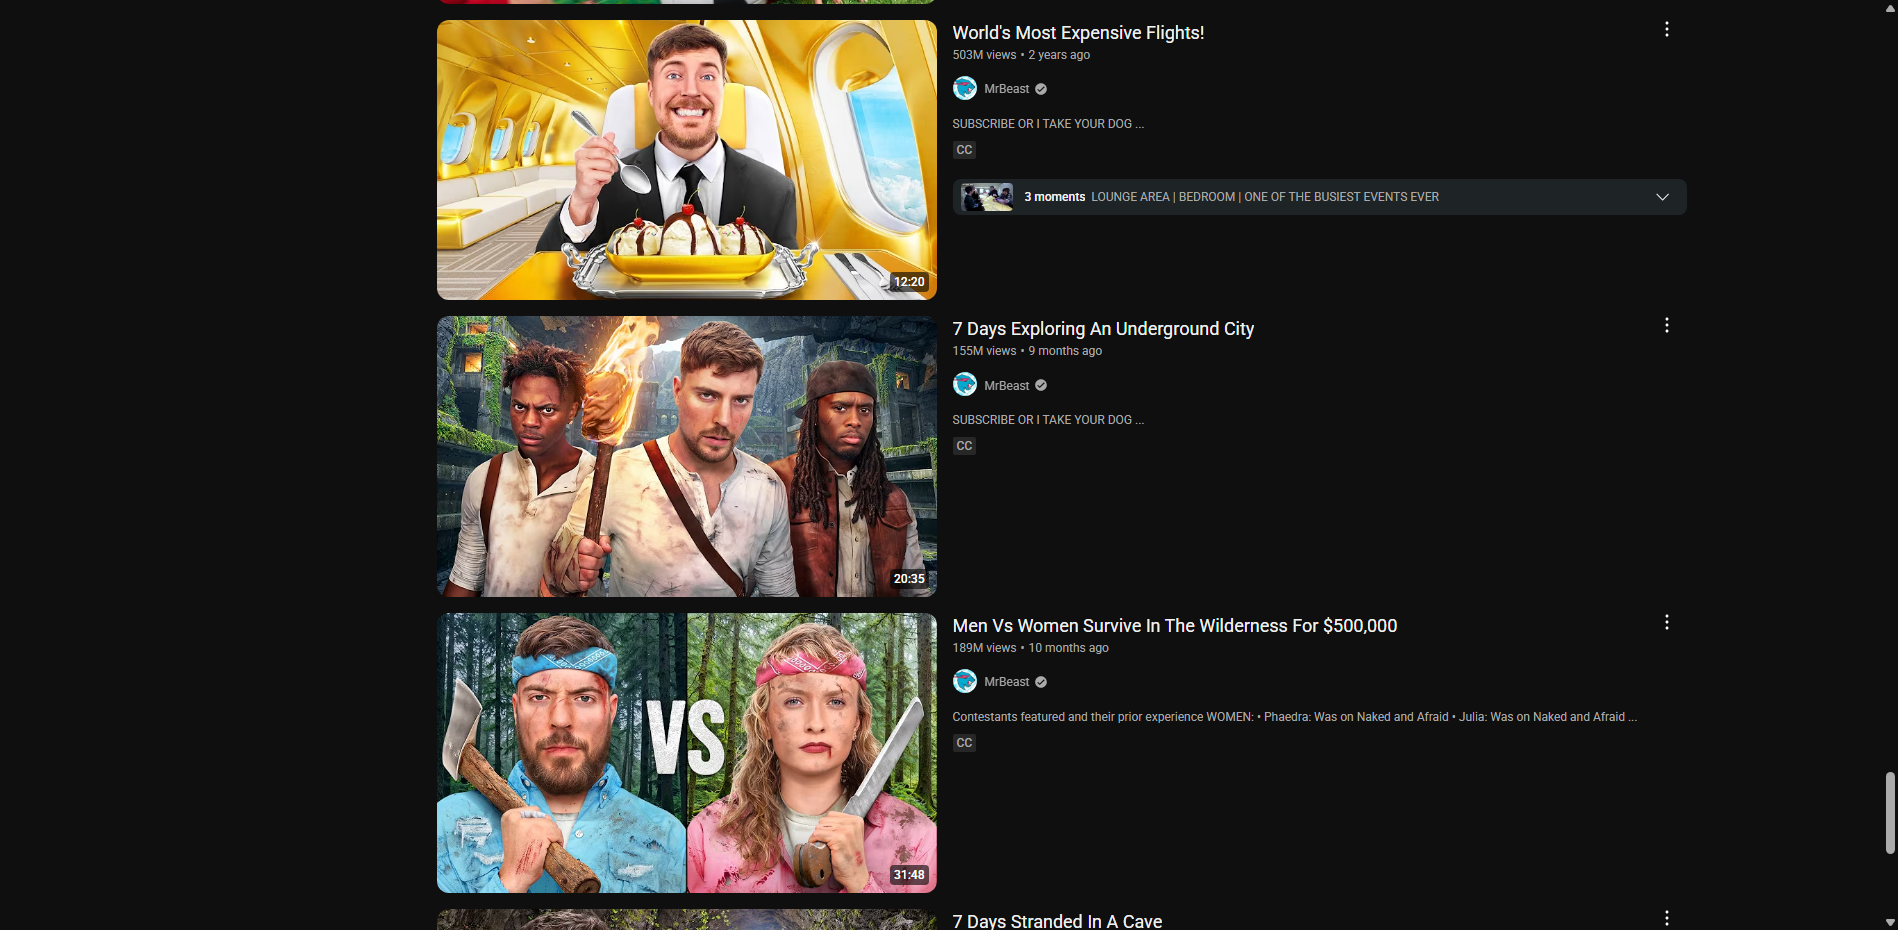 World's Most Expensive Flights!
503M views • 2 years ago
MrBeast
SUBSCRIBE OR I TAKE YOUR DOG ...
CC
3 moments LOUNGE AREA | BEDROOM | ONE OF THE BUSIEST EVENTS EVER
12:20
7 Days Exploring An Underground City
155M views • 9 months ago
MrBeast
SUBSCRIBE OR I TAKE YOUR DOG ...
CC
20:35
Men Vs Women Survive In The Wilderness For $500,000
189M views • 10 months ago
MrBeast
Contestants featured and their prior experience WOMEN: • Phaedra: Was on Naked and Afraid • Julia: Was on Naked and Afraid ...
CC
VS
31:48
7 Days Stranded In A Cave